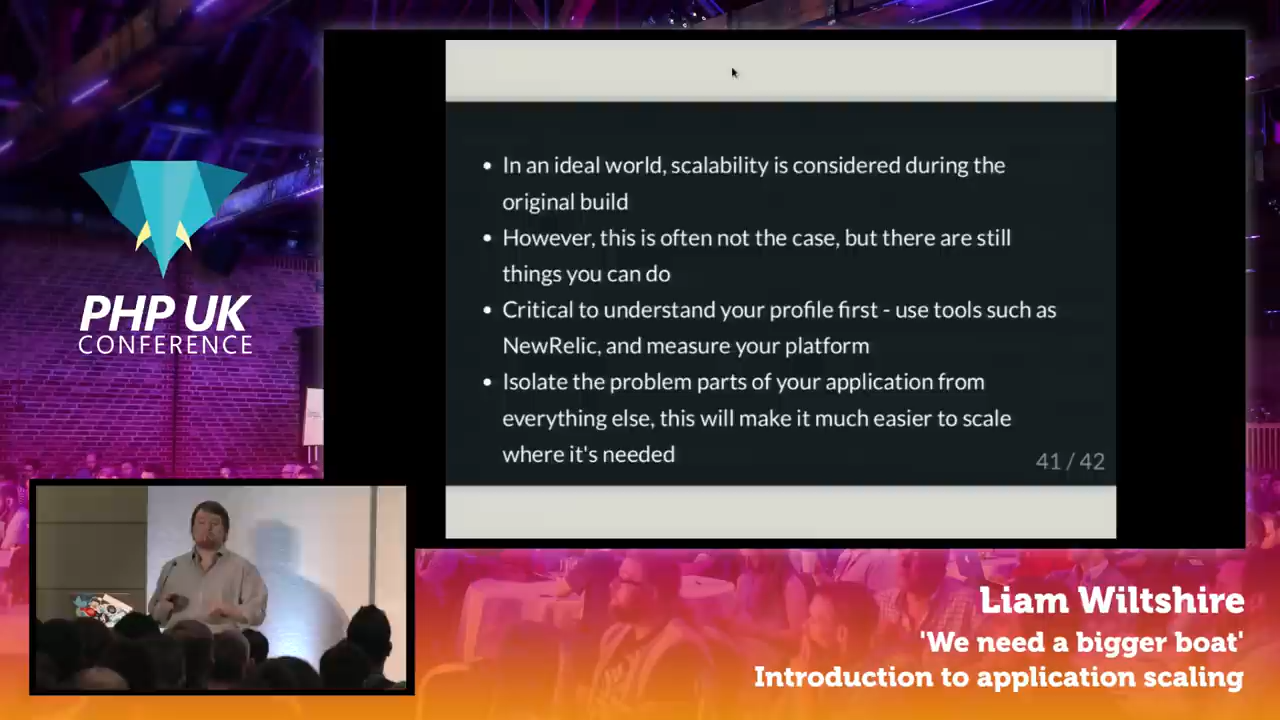 In an ideal world, scalability is considered during the
original build
However, this is often not the case, but there are still
things you can do
Critical to understand your profile first - use tools such as
NewRelic, and measure your platform
Isolate the problem parts of your application from
everything else, this will make it much easier to scale
where it's needed
41 / 42
PHP UK
CONFERENCE
Liam Wiltshire
'We need a bigger boat'
Introduction to application scaling